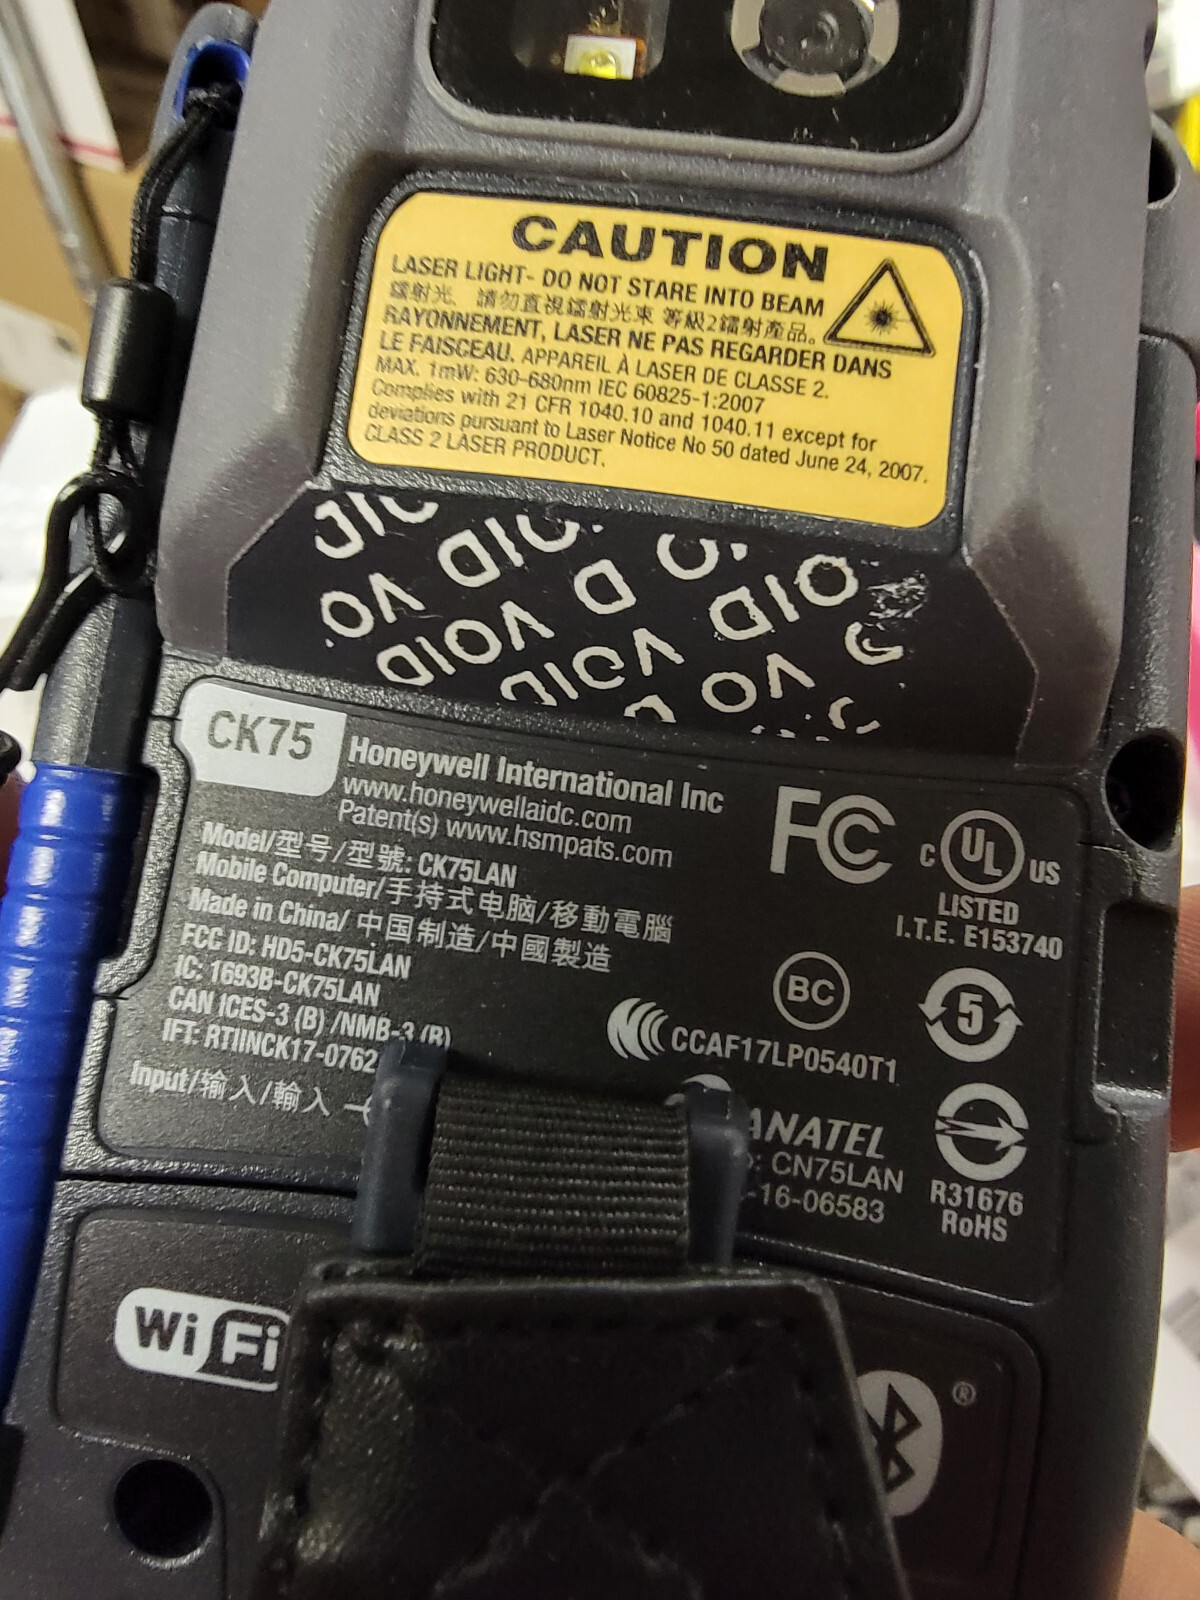 CAUTION
LASER LIGHT- DO NOT STARE INTO BEAM
鐳射光．請勿直視鐳射光束 等級2鐳射產品。
RAYONNEMENT, LASER NE PAS REGARDER DANS
LE FAISCEAU. APPAREIL À LASER DE CLASSE 2.
MAX. 1mW: 630-680nm IEC 60825-1:2007
Complies with 21 CFR 1040.10 and 1040.11 except for
deviations pursuant to Laser Notice No 50 dated June 24, 2007.
CLASS 2 LASER PRODUCT.
VOID
CK75
Honeywell International Inc
www.honeywellaidc.com
Patent(s) www.hsmpats.com
Model/型号/型號: CK75LAN
Mobile Computer/手持式电脑/移動電腦
Made in China/ 中国制造/中國製造
FCC ID: HD5-CK75LAN
IC: 1693B-CK75LAN
CAN ICES-3 (B) /NMB-3 (B)
IFT: RTIINCK17-0762
Input/输入/輸入
FC
C UL US
LISTED
I.T.E. E153740
BC
5
CCAF17LP0540T1
ANATEL
: CN75LAN
-16-06583
R31676
RoHS
Wi Fi
®